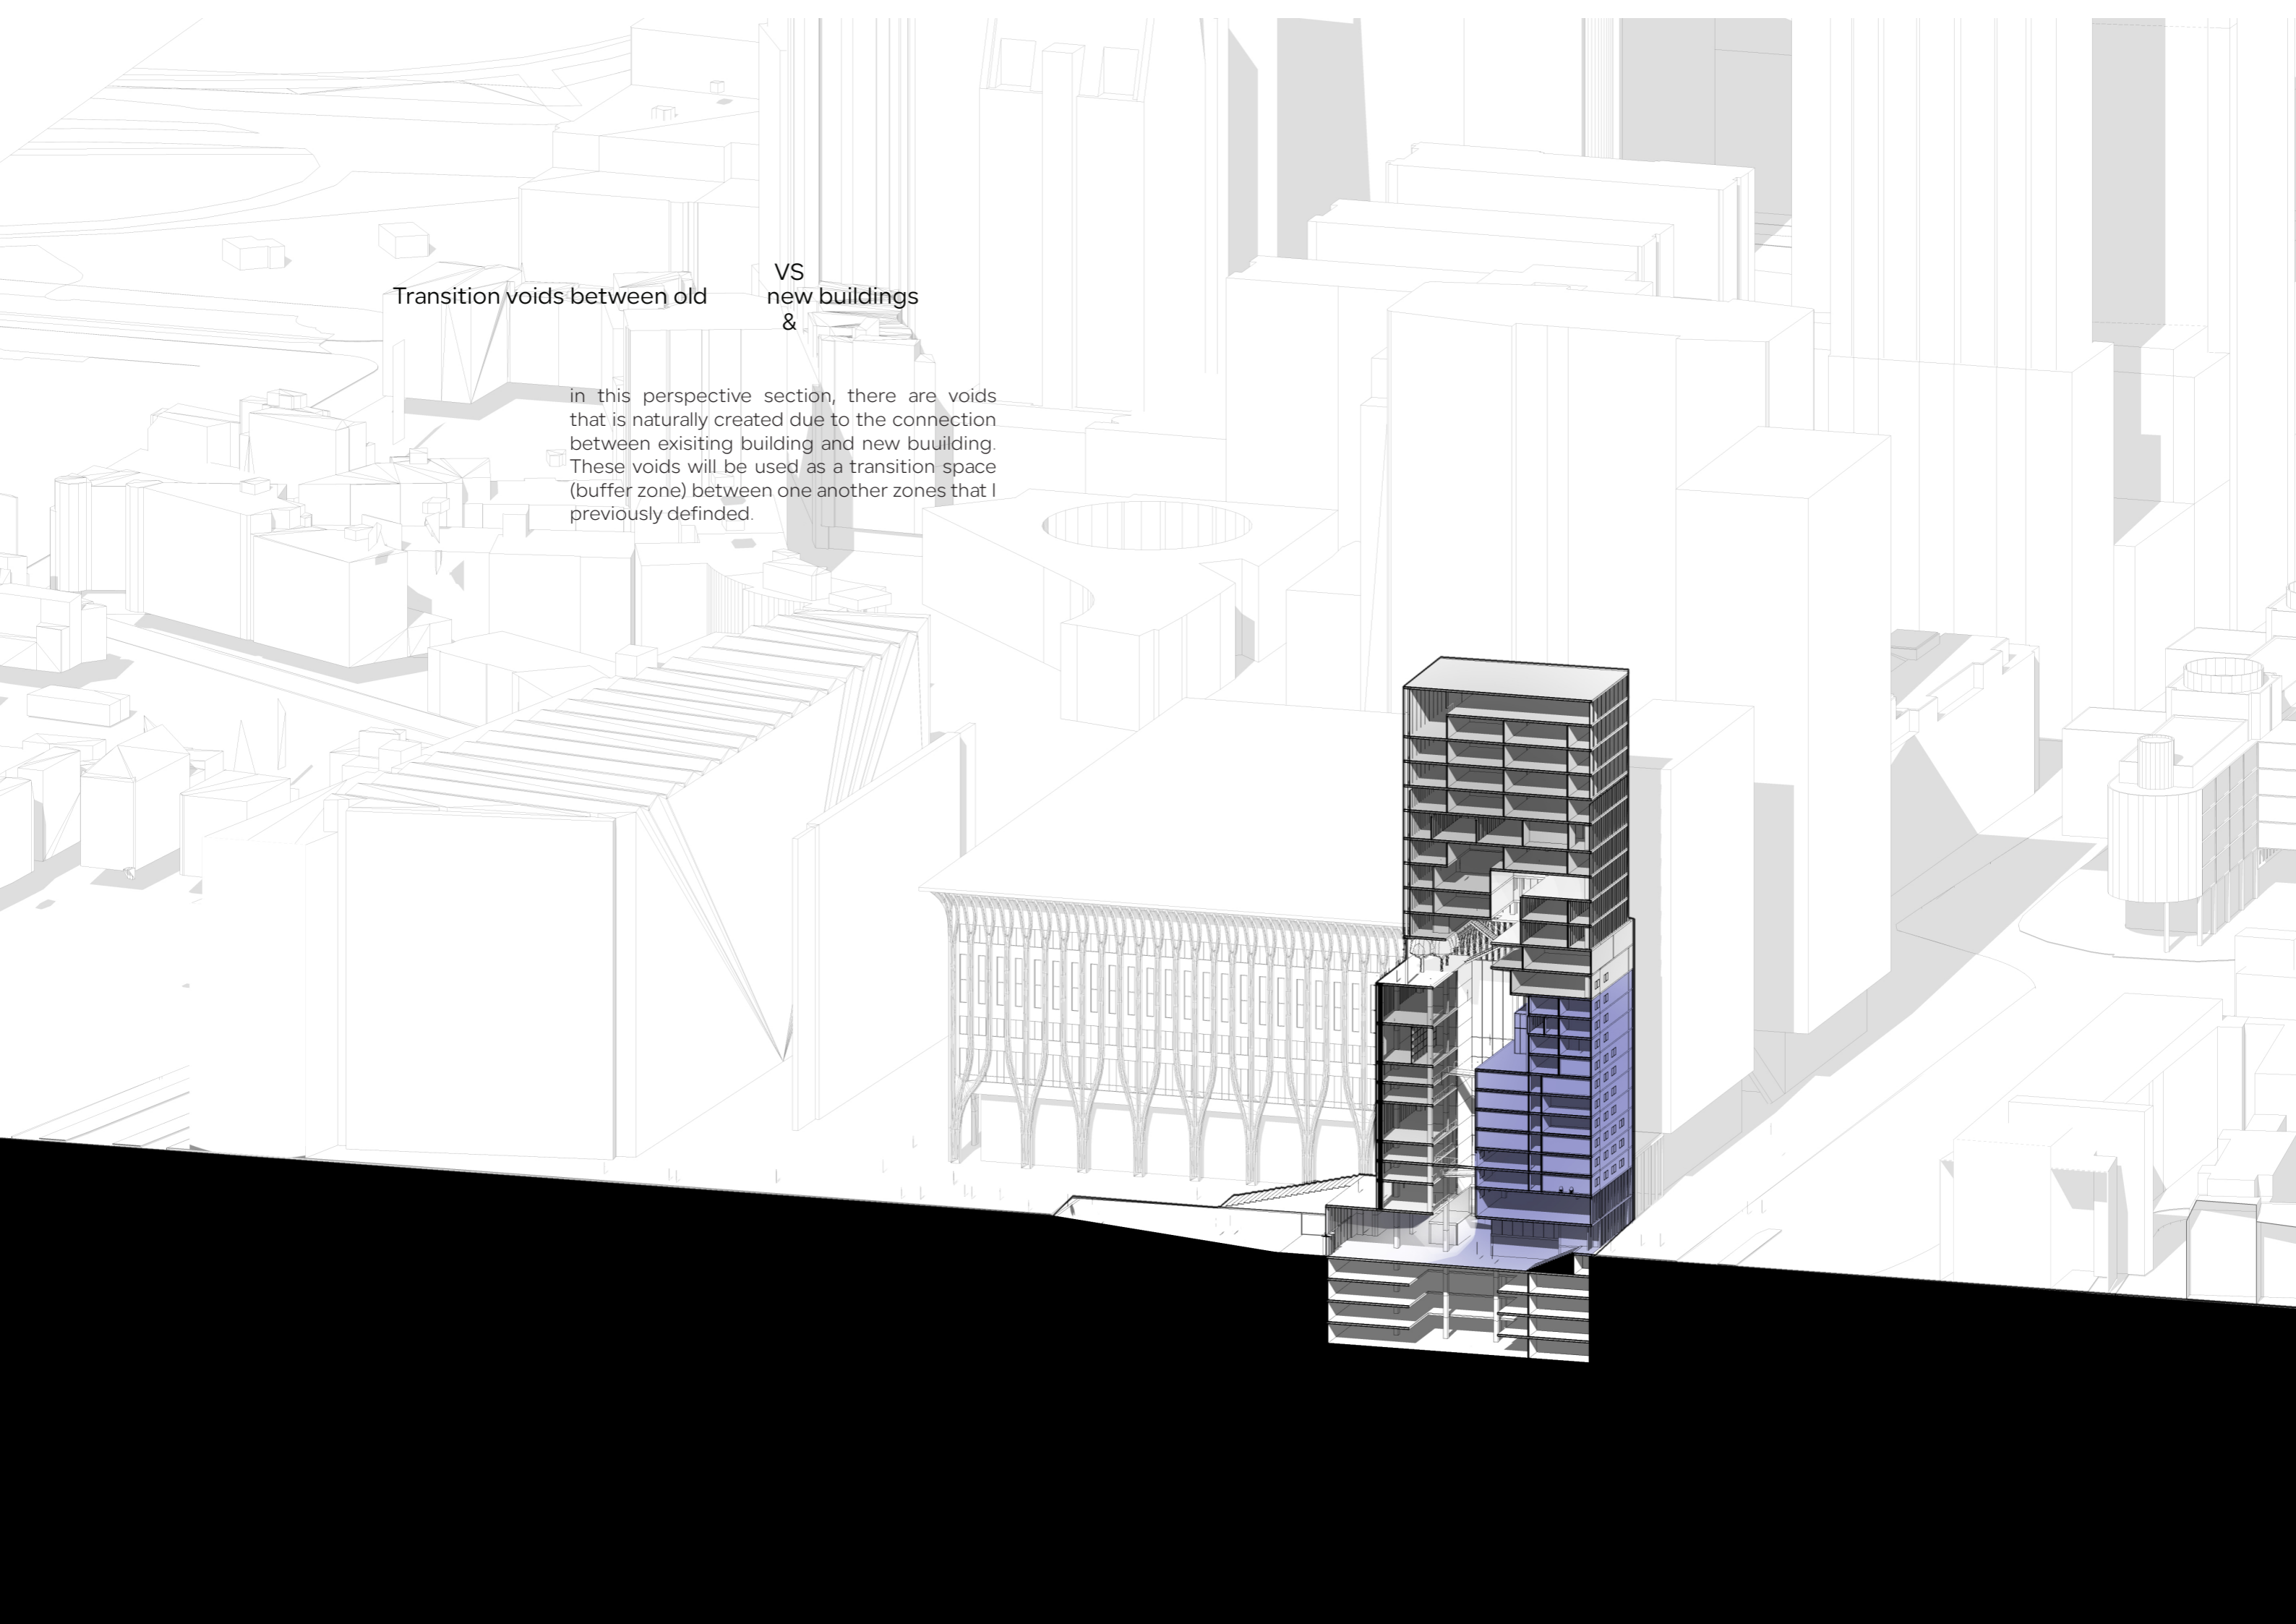 VS
Transition voids between old new buildings
&
in this perspective section, there are voids
that is naturally created due to the connection
between exisiting building and new buuilding.
These voids will be used as a transition space
(buffer zone) between one another zones that I
previously definded.